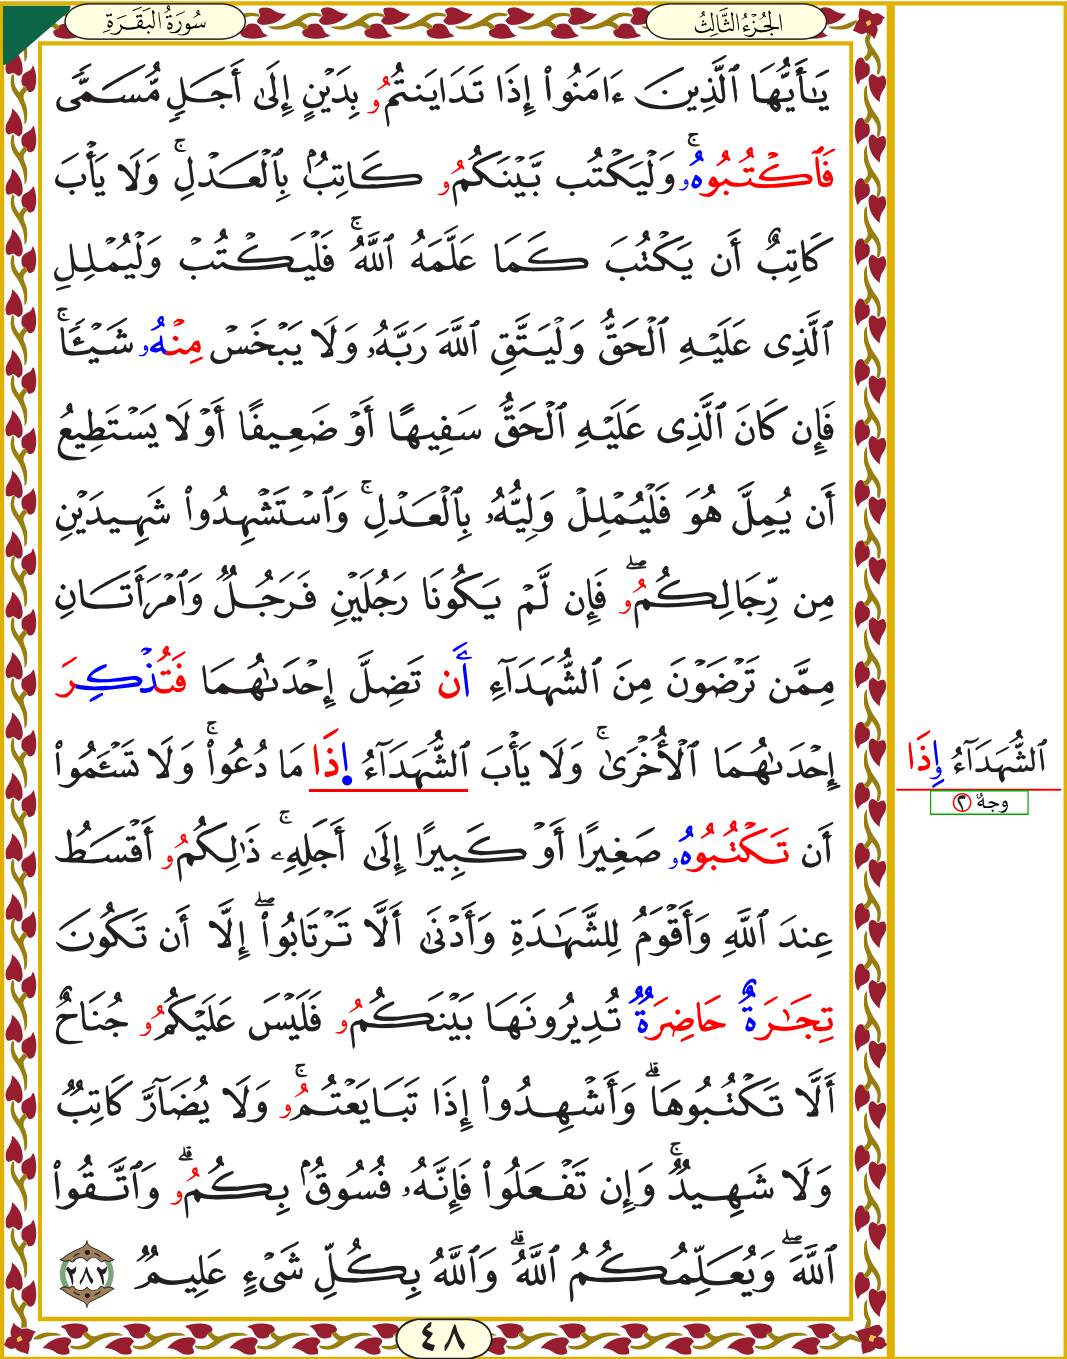 سُورَةُ البَقَرَةِ
الجُزْءُ الثَّالِثُ
يَٰٓأَيُّهَا ٱلَّذِينَ ءَامَنُوٓاْ إِذَا تَدَايَنتُمُۥ بِدَيْنٍ إِلَىٰٓ أَجَلٖ مُّسَمّٗى
فَٱكْتُبُوهُۥۚ وَلْيَكْتُب بَّيْنَكُمُۥ كَاتِبُۢ بِٱلْعَدْلِۚ وَلَا يَأْبَ
كَاتِبٌ أَن يَكْتُبَ كَمَا عَلَّمَهُ ٱللَّهُۚ فَلْيَكْتُبْ وَلْيُمْلِلِ
ٱلَّذِى عَلَيْهِ ٱلْحَقُّ وَلْيَتَّقِ ٱللَّهَ رَبَّهُۥ وَلَا يَبْخَسْ مِنْهُۥ شَيْـًٔاۚ
فَإِن كَانَ ٱلَّذِى عَلَيْهِ ٱلْحَقُّ سَفِيهًا أَوْ ضَعِيفًا أَوْ لَا يَسْتَطِيعُ
أَن يُمِلَّ هُوَ فَلْيُمْلِلْ وَلِيُّهُۥ بِٱلْعَدْلِۚ وَٱسْتَشْهِدُواْ شَهِيدَيْنِ
مِن رِّجَالِكُمُۥۖ فَإِن لَّمْ يَكُونَا رَجُلَيْنِ فَرَجُلٌ وَٱمْرَأَتَانِ
مِمَّن تَرْضَوْنَ مِنَ ٱلشُّهَدَآءِ أَن تَضِلَّ إِحْدَىٰهُمَا فَتُذْكِرَ
إِحْدَىٰهُمَا ٱلْأُخْرَىٰۚ وَلَا يَأْبَ ٱلشُّهَدَآءُ ا۪ذَا مَا دُعُواْۚ وَلَا تَسْـَٔمُوٓاْ
أَن تَكْتُبُوهُۥ صَغِيرًا أَوْ كَبِيرًا إِلَىٰٓ أَجَلِهِۦۚ ذَٰلِكُمُۥ أَقْسَطُ
عِندَ ٱللَّهِ وَأَقْوَمُ لِلشَّهَٰدَةِ وَأَدْنَىٰٓ أَلَّا تَرْتَابُوٓاْۖ إِلَّآ أَن تَكُونَ
تِجَٰرَةٌ حَاضِرَةٌ تُدِيرُونَهَا بَيْنَكُمُۥ فَلَيْسَ عَلَيْكُمُۥ جُنَاحٌ
أَلَّا تَكْتُبُوهَاۗ وَأَشْهِدُوٓاْ إِذَا تَبَايَعْتُمُۥۚ وَلَا يُضَآرَّ كَاتِبٌ
وَلَا شَهِيدٌۚ وَإِن تَفْعَلُواْ فَإِنَّهُۥ فُسُوقُۢ بِكُمُۥۗ وَٱتَّقُواْ
ٱللَّهَۖ وَيُعَلِّمُكُمُ ٱللَّهُۗ وَٱللَّهُ بِكُلِّ شَىْءٍ عَلِيمٌ ٢٨٢
ٱلشُّهَدَآءُ وِذَا
وجهٌ ٢
٤٨